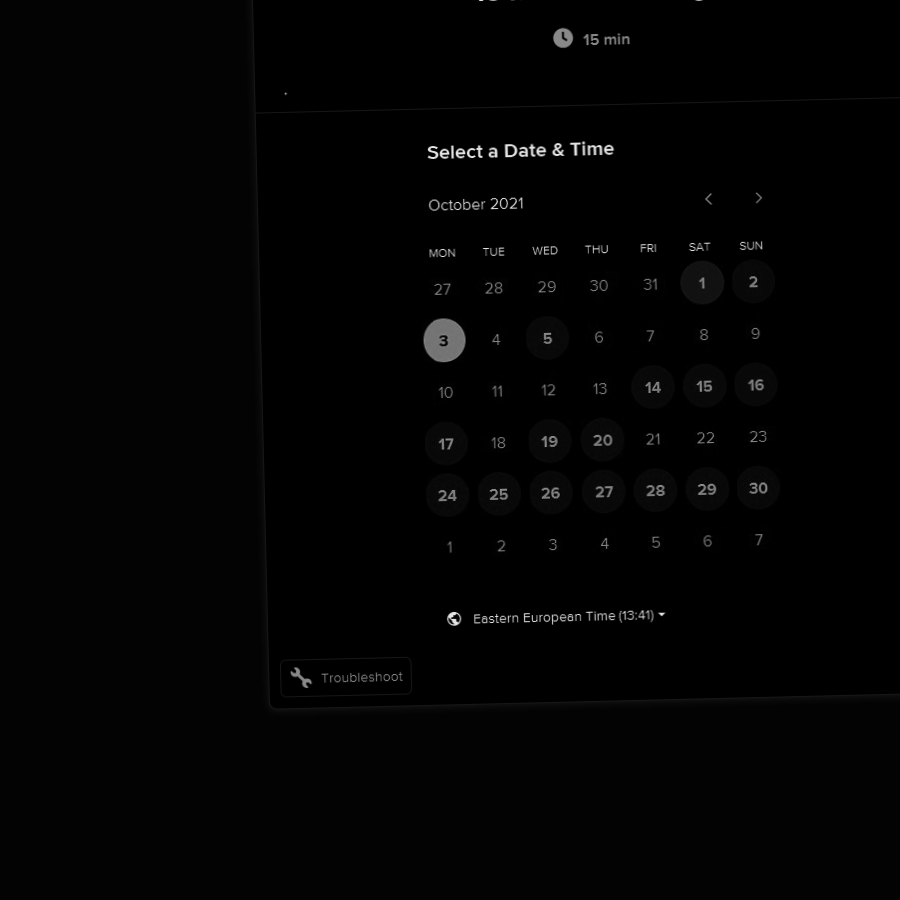 15 min
Select a Date & Time
October 2021
MON TUE WED THU FRI SAT SUN
27 28 29 30 31 1 2
3 4 5 6 7 8 9
10 11 12 13 14 15 16
17 18 19 20 21 22 23
24 25 26 27 28 29 30
1 2 3 4 5 6 7
Eastern European Time (13:41)
Troubleshoot